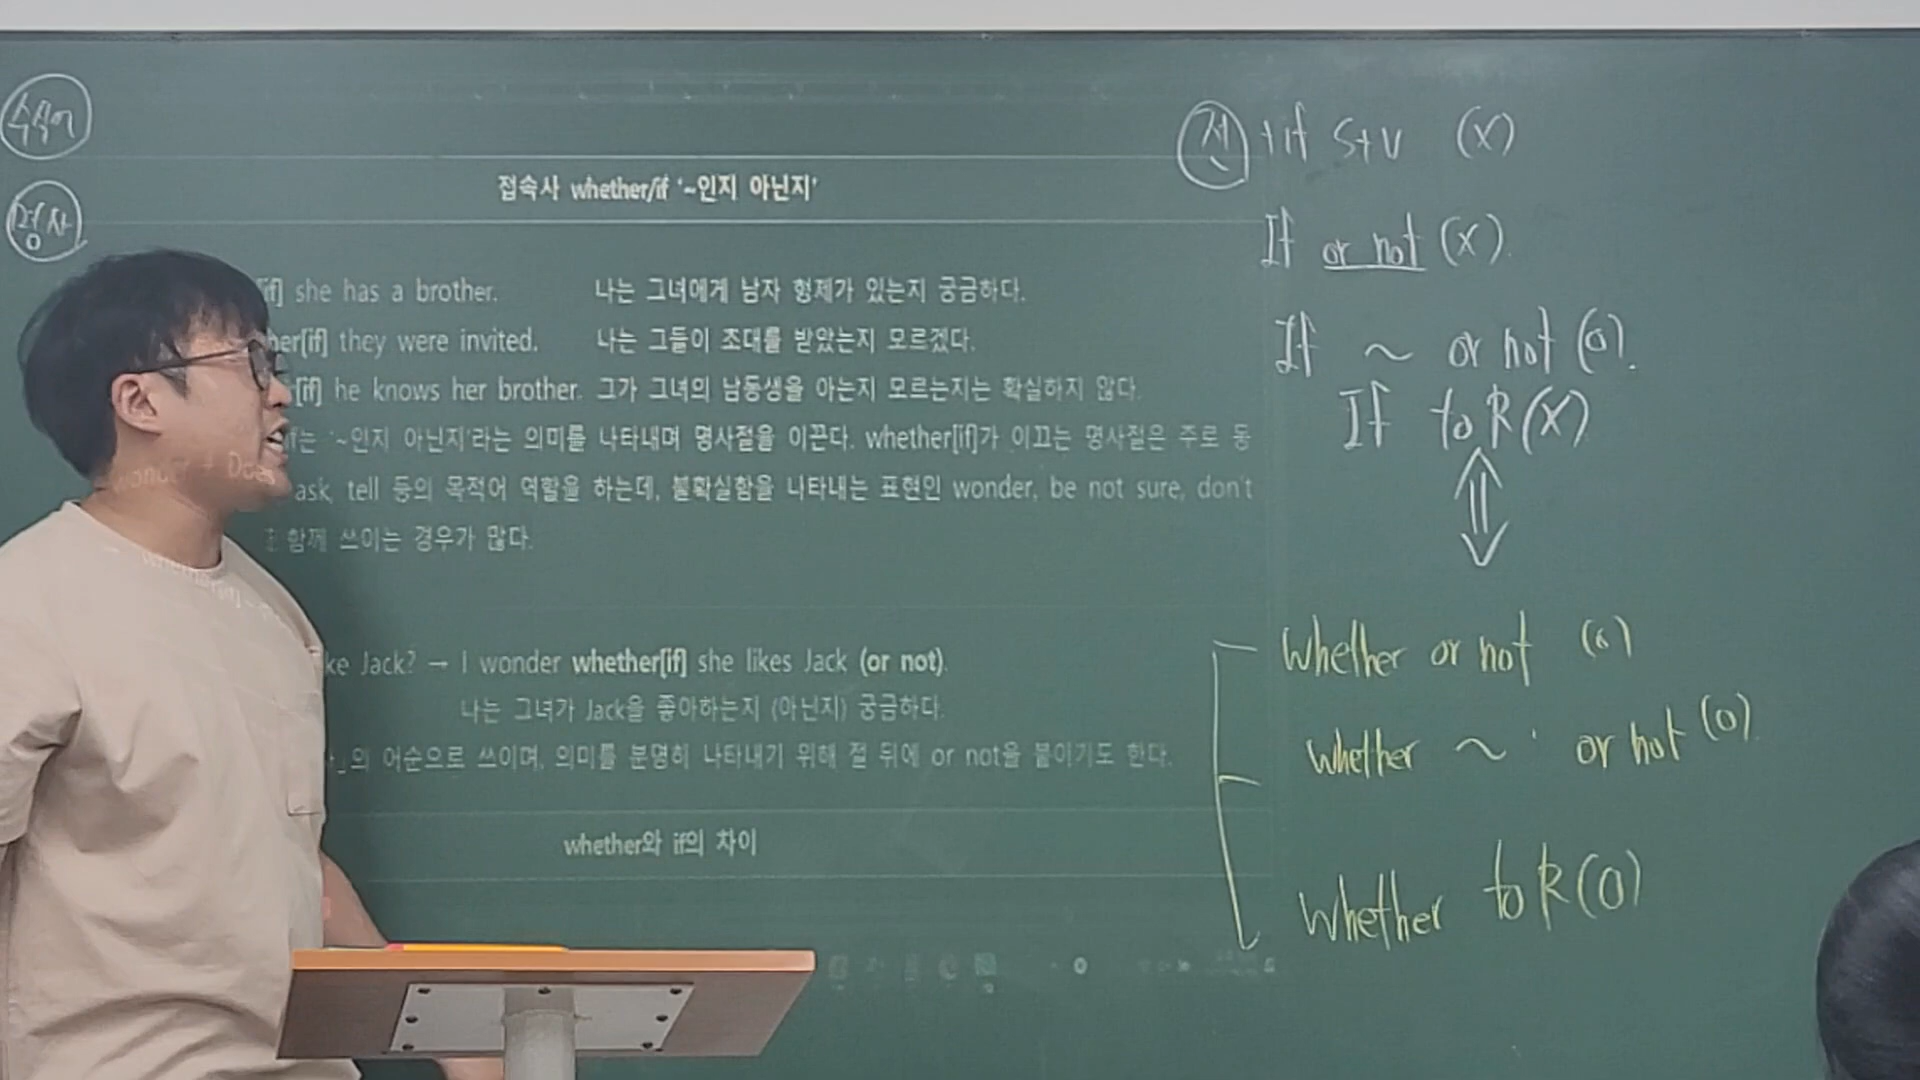 수식어
명사
접속사 whether/if '~인지 아닌지'
[if] she has a brother. 나는 그녀에게 남자 형제가 있는지 궁금하다.
her[if] they were invited. 나는 그들이 초대를 받았는지 모르겠다.
[if] he knows her brother. 그가 그녀의 남동생을 아는지 모르는지는 확실하지 않다.
if는 '~인지 아닌지'라는 의미를 나타내며 명사절을 이끈다. whether[if]가 이끄는 명사절은 주로 동
ask, tell 등의 목적어 역할을 하는데, 불확실함을 나타내는 표현인 wonder, be not sure, don't
함께 쓰이는 경우가 많다.
ke Jack? → I wonder whether[if] she likes Jack (or not).
나는 그녀가 Jack을 좋아하는지 (아닌지) 궁금하다.
의 어순으로 쓰이며, 의미를 분명히 나타내기 위해 절 뒤에 or not을 붙이기도 한다.
whether와 if의 차이
전 + if S+V (X)
If or not (X).
If ~ or not (O).
If to R (X)
Whether or not (O)
Whether ~ or not (O)
Whether to R (O)